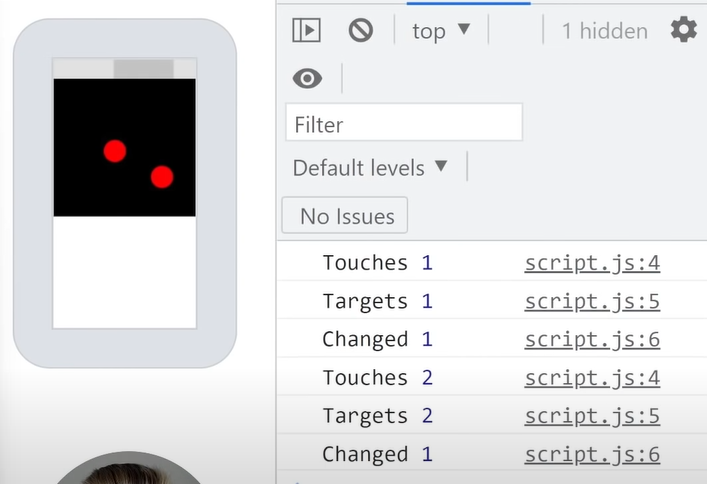 top ▼ 1 hidden
Filter
Default levels ▼
No Issues
Touches 1 script.js:4
Targets 1 script.js:5
Changed 1 script.js:6
Touches 2 script.js:4
Targets 2 script.js:5
Changed 1 script.js:6